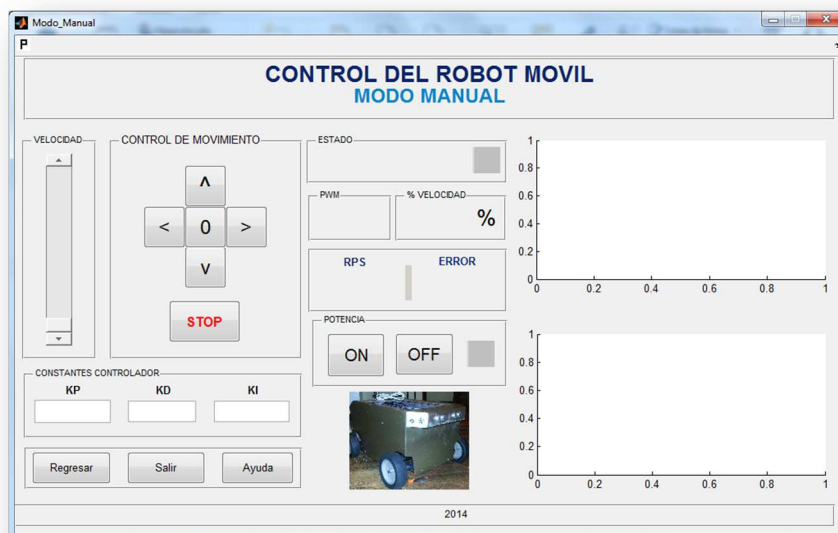 Modo_Manual
P
CONTROL DEL ROBOT MOVIL
MODO MANUAL
VELOCIDAD
CONTROL DE MOVIMIENTO
^
< 0 >
v
STOP
CONSTANTES CONTROLADOR
KP KD KI
Regresar Salir Ayuda
ESTADO
PWM
% VELOCIDAD
%
RPS ERROR
POTENCIA
ON OFF
1
0.8
0.6
0.4
0.2
0
0 0.2 0.4 0.6 0.8 1
1
0.8
0.6
0.4
0.2
0
0 0.2 0.4 0.6 0.8 1
2014